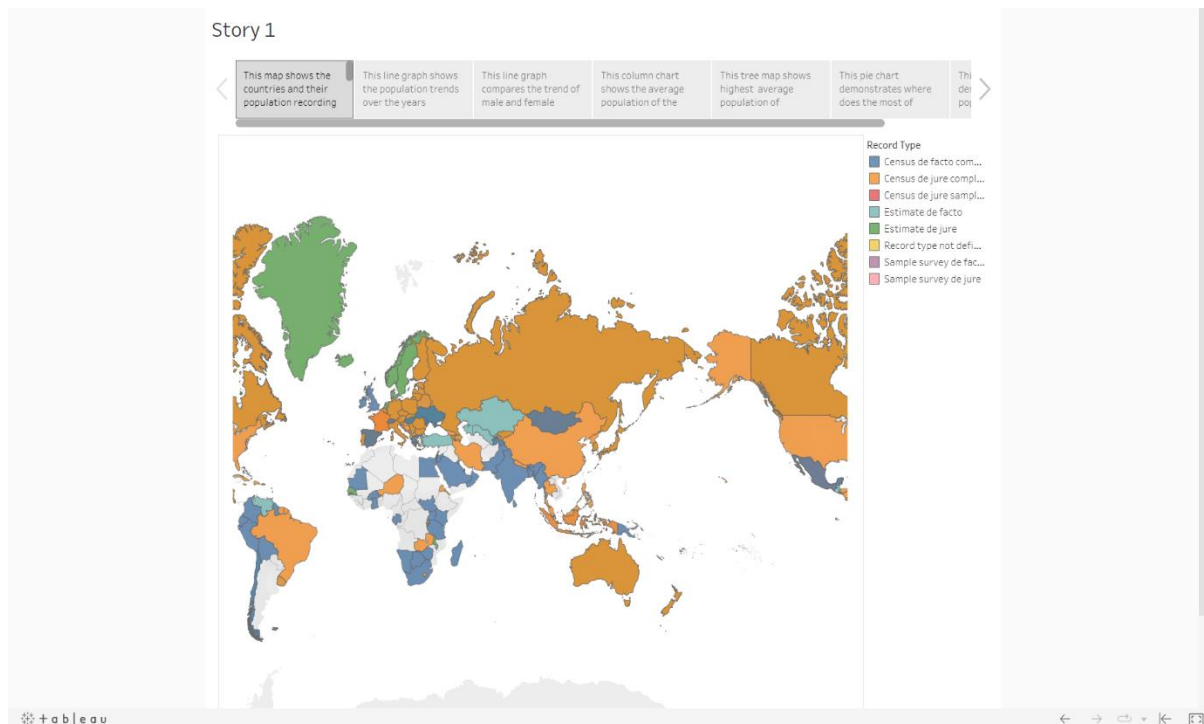 Story 1
This map shows the
countries and their
population recording
This line graph shows
the population trends
over the years
This line graph
compares the trend of
male and female
This column chart
shows the average
population of the
This tree map shows
highest average
population of
This pie chart
demonstrates where
does the most of
Record Type
Census de facto com...
Census de jure compl...
Census de jure sampl...
Estimate de facto
Estimate de jure
Record type not defi...
Sample survey de fac...
Sample survey de jure
+ a b l e a u